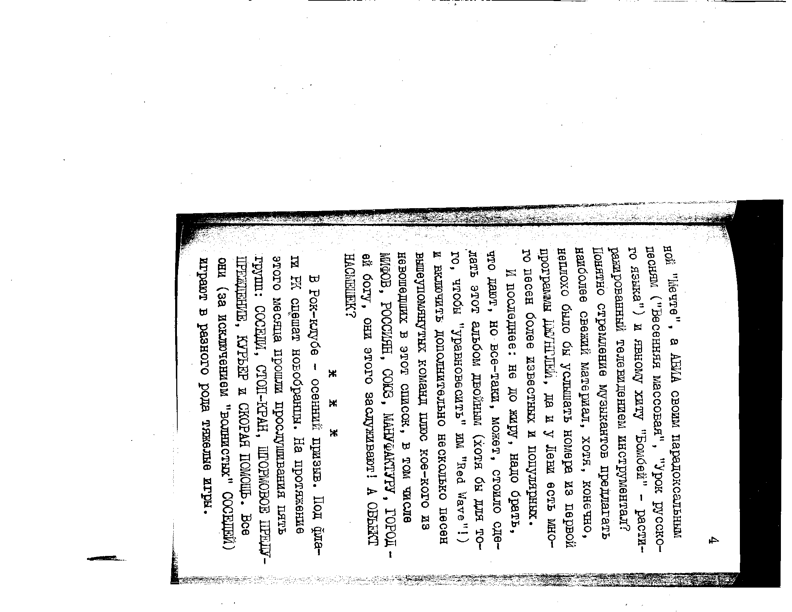 4
ной "Мечте", а АВИА своим парадоксальным
песням ("Весенняя массовая", "Урок русско-
го языка") и явному хиту "Бомбей" – расти-
ражированный телевидением инструментал?
Понятно стремление музыкантов предлагать
наиболее свежий материал, хотя, конечно,
неплохо было бы услышать номера из первой
программы ДЖУНГЛЕЙ, да и у Левы есть мно-
го песен более известных и популярных.
И последнее: не до жиру, надо брать,
что дают, но все-таки, может, стоило сде-
лать этот альбом двойным (хотя бы для то-
го, чтобы "уравновесить" им "Red Wave"!)
и включить дополнительно несколько песен
вышеупомянутых команд плюс кое-кого из
невошедших в этот список, в том числе
МИФОВ, РОССИЯН, СОЮЗ, МАНУФАКТУРУ, ГОРОД –
ей богу, они этого заслуживают! А ОБЪЕКТ
НАСМЕШЕК?
ж ж ж
В Рок-клубе – осенний призыв. Под фла-
ги РК спешат новобранцы. На протяжение
этого месяца прошли прослушивания пять
групп: СОСЕДИ, СТОП-КРАН, ШТОРМОВОЕ ПРЕДУ-
ПРЕЖДЕНИЕ, КУРЬЕР и СКОРАЯ ПОМОЩЬ. Все
они (за исключением "волнистых" СОСЕДЕЙ)
играют в разного рода тяжелые игры.